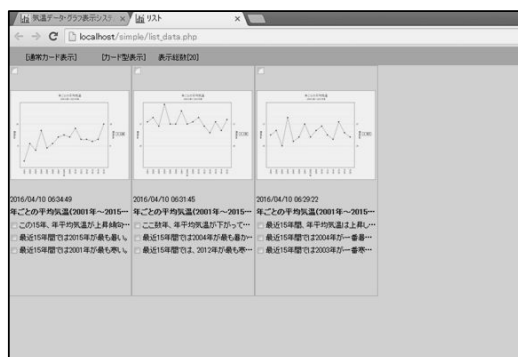 気温データ・グラフ表示システ
リスト
localhost/simple/list_data.php
[通常カード表示]
[カード型表示]
表示総数[20]
2016/04/10 06:34:49
年ごとの平均気温(2001年～2015…
この15年、年平均気温が上昇傾向…
最近15年間では2015年が最も暑い。
最近15年間では2001年が最も寒い。
2016/04/10 06:31:45
年ごとの平均気温(2001年～2015…
ここ数年、年平均気温が下がって…
最近15年間では2004年が最も暑か…
最近15年間では、2012年が最も寒…
2016/04/10 06:29:22
年ごとの平均気温(2001年～2015…
最近15年間、年平均気温は上昇し…
最近15年間では2004年が一番暑…
最近15年間では2003年が一番寒…